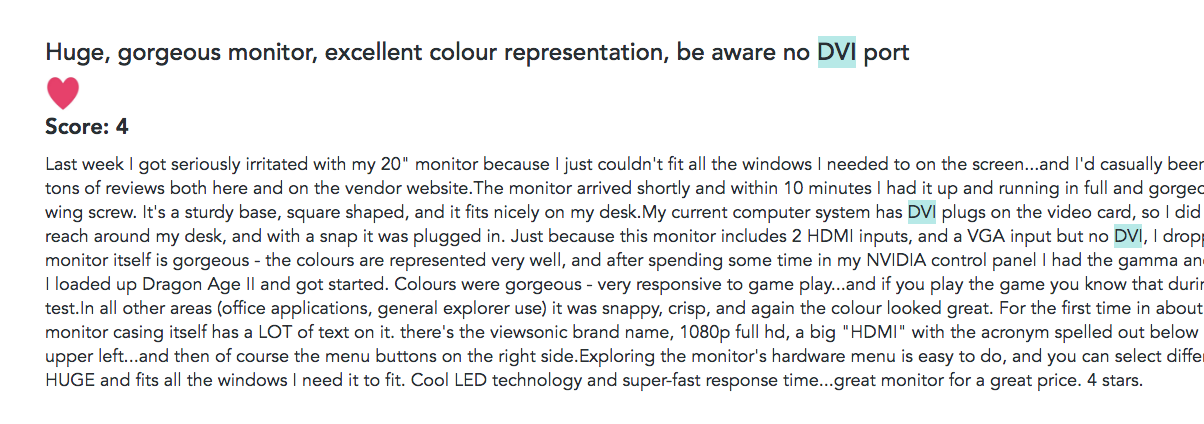 Huge, gorgeous monitor, excellent colour representation, be aware no DVI port
Score: 4
Last week I got seriously irritated with my 20" monitor because I just couldn't fit all the windows I needed to on the screen...and I'd casually been
tons of reviews both here and on the vendor website.The monitor arrived shortly and within 10 minutes I had it up and running in full and gorgeo
wing screw. It's a sturdy base, square shaped, and it fits nicely on my desk.My current computer system has DVI plugs on the video card, so I did
reach around my desk, and with a snap it was plugged in. Just because this monitor includes 2 HDMI inputs, and a VGA input but no DVI, I dropp
monitor itself is gorgeous - the colours are represented very well, and after spending some time in my NVIDIA control panel I had the gamma an
I loaded up Dragon Age II and got started. Colours were gorgeous - very responsive to game play...and if you play the game you know that durin
test.In all other areas (office applications, general explorer use) it was snappy, crisp, and again the colour looked great. For the first time in about
monitor casing itself has a LOT of text on it. there's the viewsonic brand name, 1080p full hd, a big "HDMI" with the acronym spelled out below
upper left...and then of course the menu buttons on the right side.Exploring the monitor's hardware menu is easy to do, and you can select differ
HUGE and fits all the windows I need it to fit. Cool LED technology and super-fast response time...great monitor for a great price. 4 stars.